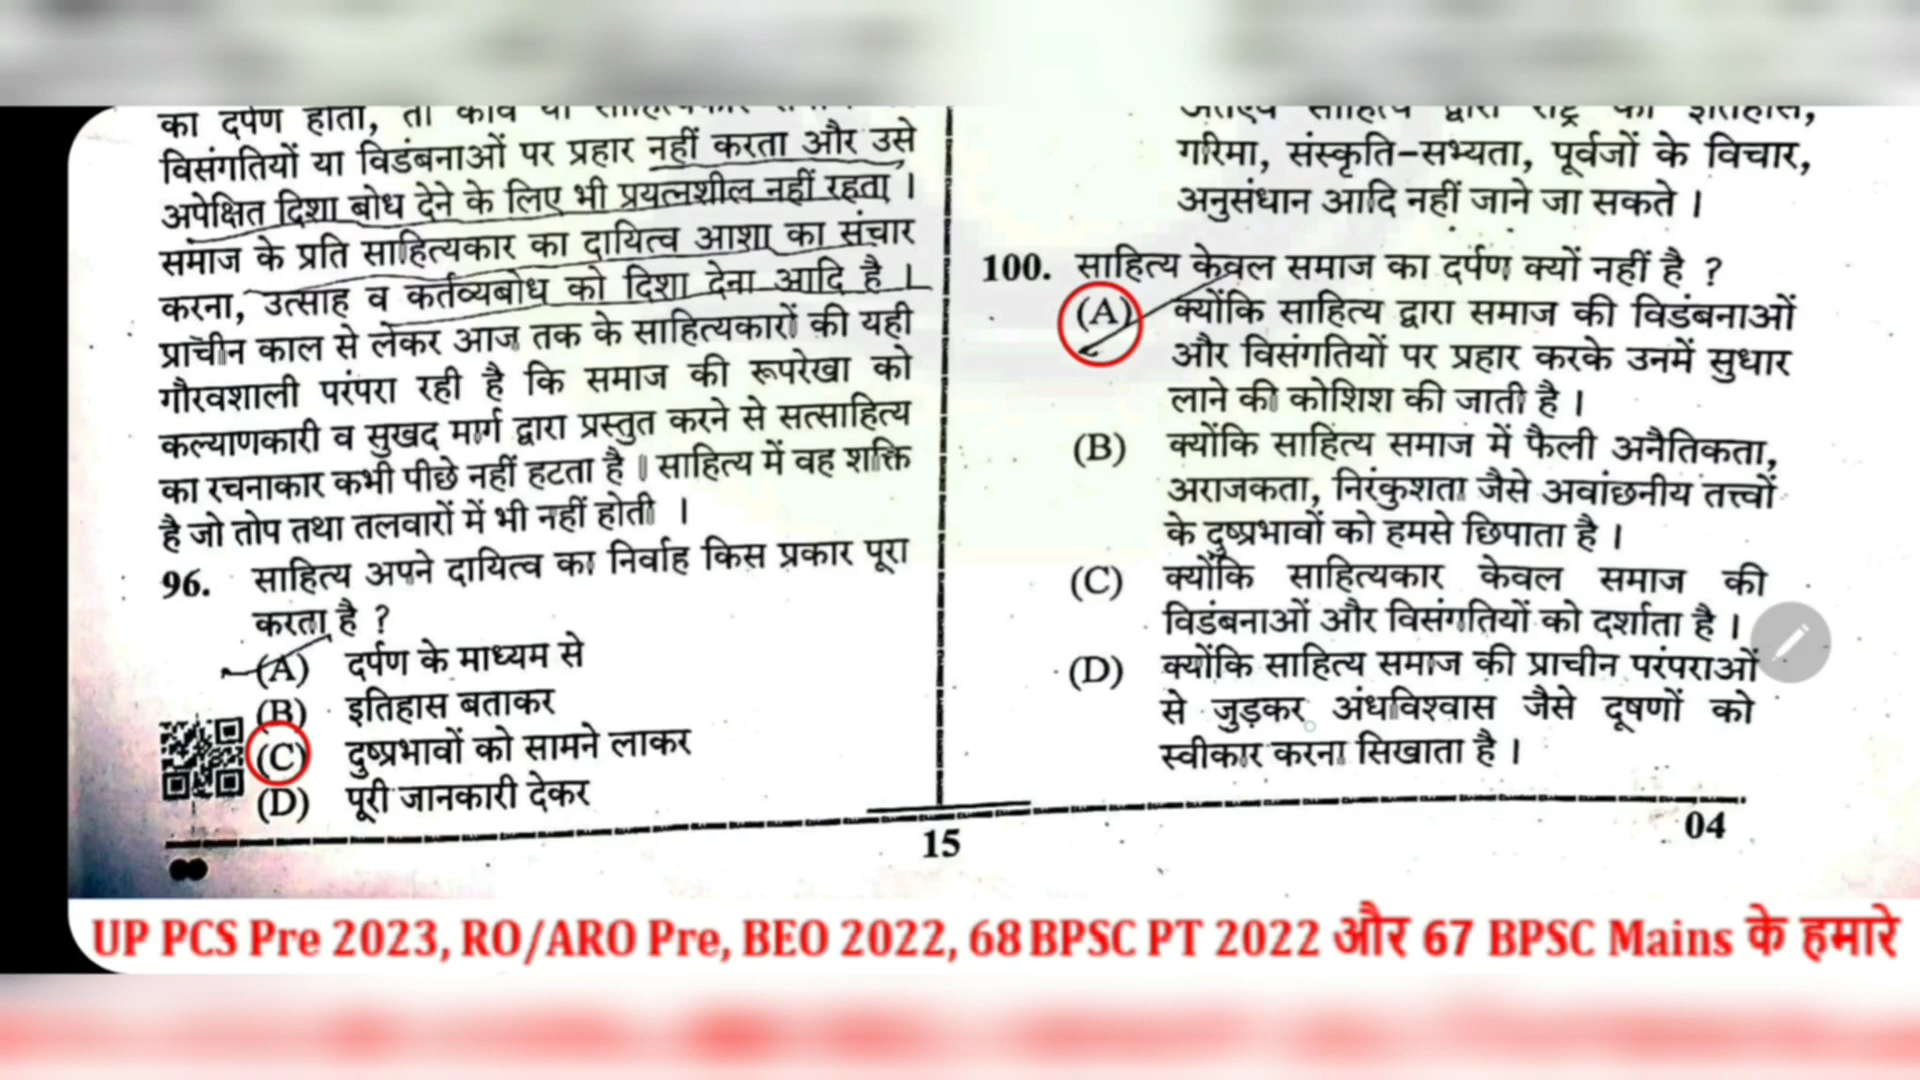 का दर्पण होता, तो कवि या
विसंगतियों या विडंबनाओं पर प्रहार नहीं करता और उसे
अपेक्षित दिशा बोध देने के लिए भी प्रयत्नशील नहीं रहता ।
समाज के प्रति साहित्यकार का दायित्व आशा का संचार
करना, उत्साह व कर्तव्यबोध को दिशा देना आदि है ।
प्राचीन काल से लेकर आज तक के साहित्यकारों की यही
गौरवशाली परंपरा रही है कि समाज की रूपरेखा को
कल्याणकारी व सुखद मार्ग द्वारा प्रस्तुत करने से सत्साहित्य
का रचनाकार कभी पीछे नहीं हटता है । साहित्य में वह शक्ति
है जो तोप तथा तलवारों में भी नहीं होती ।
96. साहित्य अपने दायित्व का निर्वाह किस प्रकार पूरा
करता है ?
(A) दर्पण के माध्यम से
(B) इतिहास बताकर
(C) दुष्प्रभावों को सामने लाकर
(D) पूरी जानकारी देकर
अतएव साहित्य द्वारा राष्ट्र का इतिहास,
गरिमा, संस्कृति-सभ्यता, पूर्वजों के विचार,
अनुसंधान आदि नहीं जाने जा सकते ।
100. साहित्य केवल समाज का दर्पण क्यों नहीं है ?
(A) क्योंकि साहित्य द्वारा समाज की विडंबनाओं
और विसंगतियों पर प्रहार करके उनमें सुधार
लाने की कोशिश की जाती है ।
(B) क्योंकि साहित्य समाज में फैली अनैतिकता,
अराजकता, निरंकुशता जैसे अवांछनीय तत्त्वों
के दुष्प्रभावों को हमसे छिपाता है ।
(C) क्योंकि साहित्यकार केवल समाज की
विडंबनाओं और विसंगतियों को दर्शाता है ।
(D) क्योंकि साहित्य समाज की प्राचीन परंपराओं
से जुड़कर अंधविश्वास जैसे दूषणों को
स्वीकार करना सिखाता है ।
15
04
UP PCS Pre 2023, RO/ARO Pre, BEO 2022, 68 BPSC PT 2022 और 67 BPSC Mains के हमारे